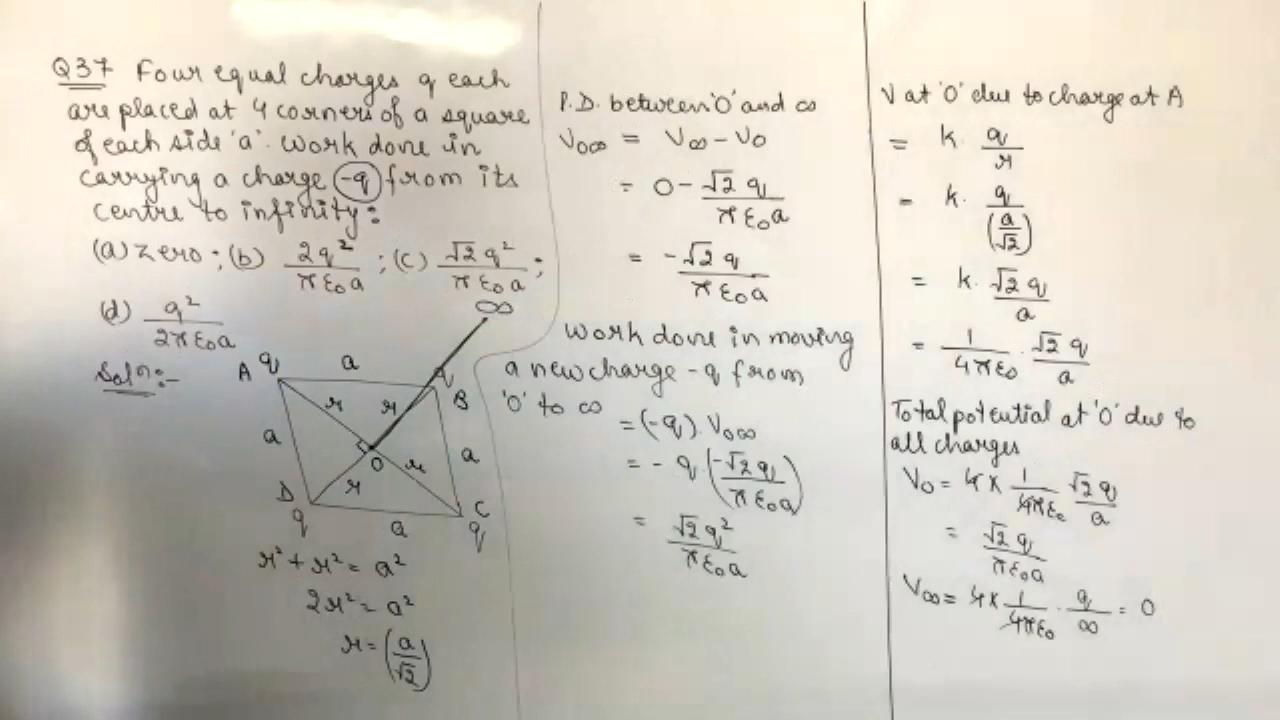 Q37 Four equal charges q each
are placed at 4 corners of a square
of each side 'a'. Work done in
carrying a charge -q from its
centre to infinity:
(a) Zero; (b) 2q²/πε₀a; (c) √2q²/πε₀a;
(d) q²/2πε₀a
Soln:-
∞
A q a q B
r r
a a
O
r r
D q a C q
r² + r² = a²
2r² = a²
r = (a/√2)
P.D. between 'O' and ∞
V₀∞ = V∞ - V₀
= 0 - √2 q/πε₀a
= -√2 q/πε₀a
Work done in moving
a new charge -q from
'O' to ∞
= (-q). V₀∞
= - q. (-√2 q/πε₀a)
= √2 q²/πε₀a
V at 'O' due to charge at A
= k. q/r
= k. q/(a/√2)
= k. √2 q/a
= 1/4πε₀ . √2 q/a
Total potential at 'O' due to
all charges
V₀ = 4 × 1/4πε₀ √2 q/a
= √2 q/πε₀a
V∞ = 4 × 1/4πε₀ . q/∞ = 0